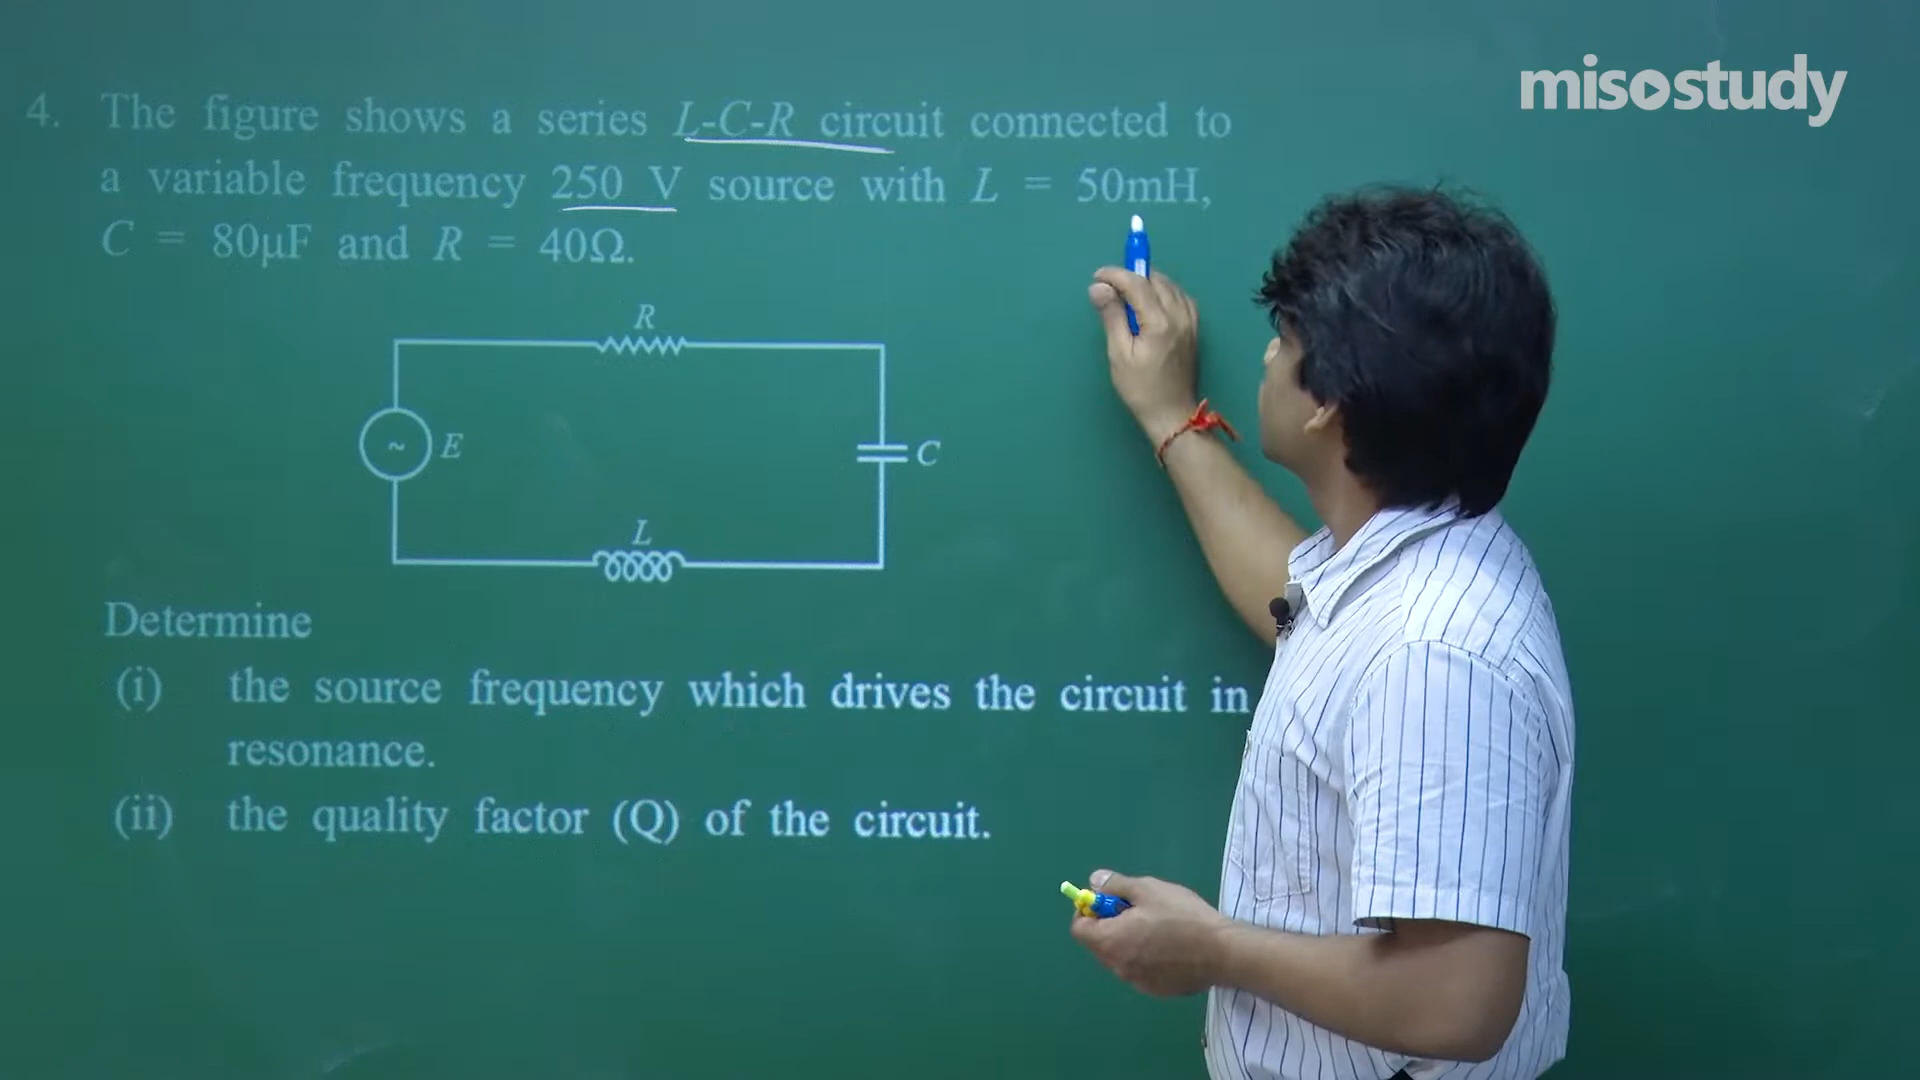 misostudy
4. The figure shows a series L-C-R circuit connected to
a variable frequency 250 V source with L = 50mH,
C = 80μF and R = 40Ω.
R
~ E
C
L
Determine
(i) the source frequency which drives the circuit in
resonance.
(ii) the quality factor (Q) of the circuit.